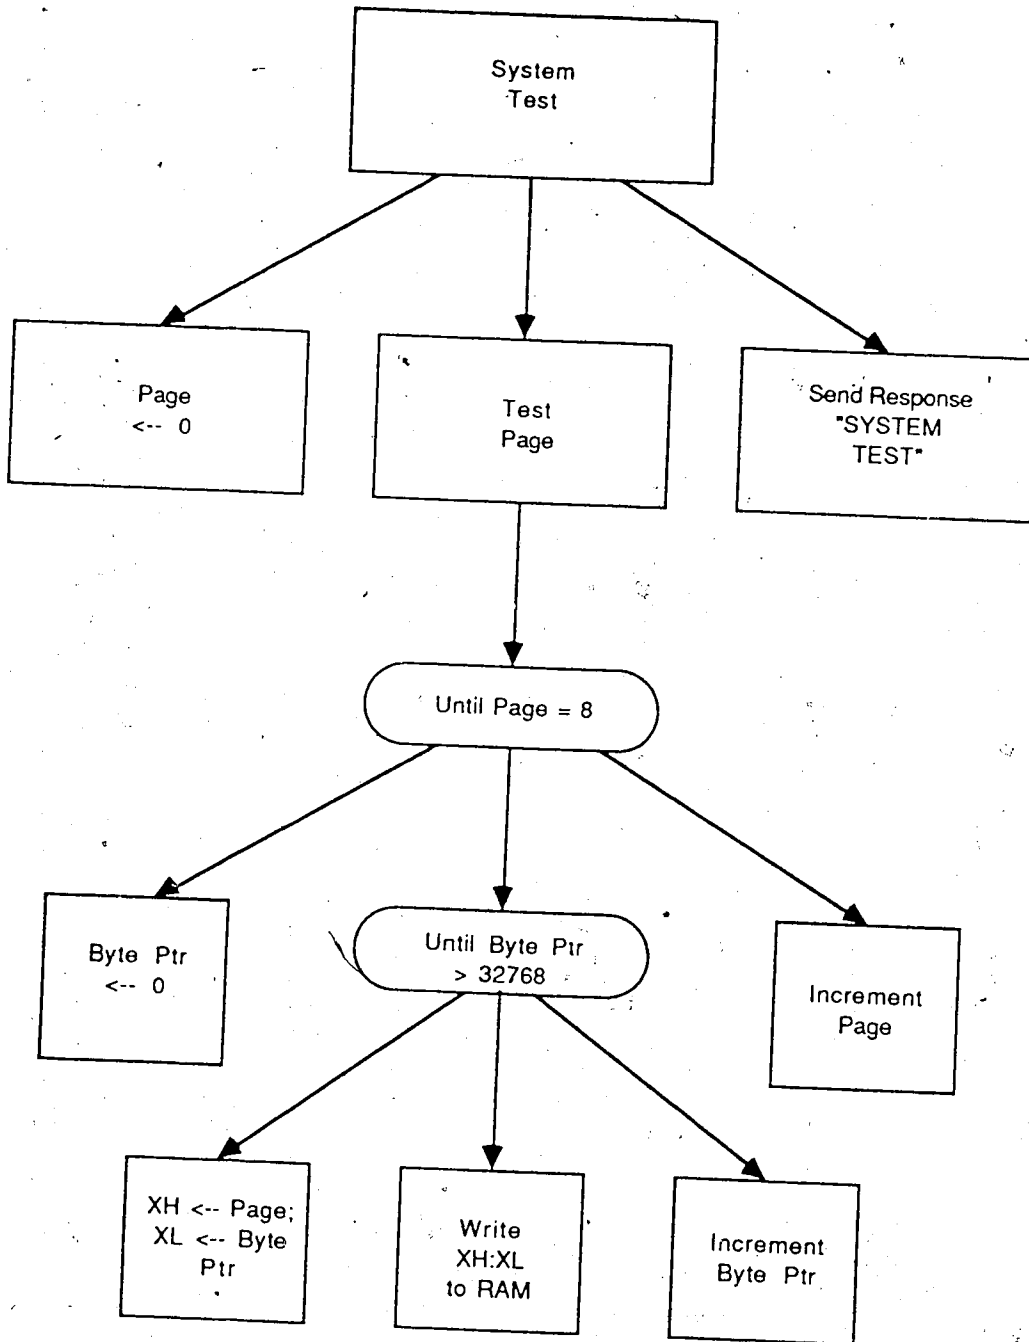 System
Test
Page
<-- 0
Test
Page
Send Response
"SYSTEM
TEST"
Until Page = 8
Byte Ptr
<-- 0
Until Byte Ptr
> 32768
Increment
Page
XH <-- Page;
XL <-- Byte
Ptr
Write
XH:XL
to RAM
Increment
Byte Ptr